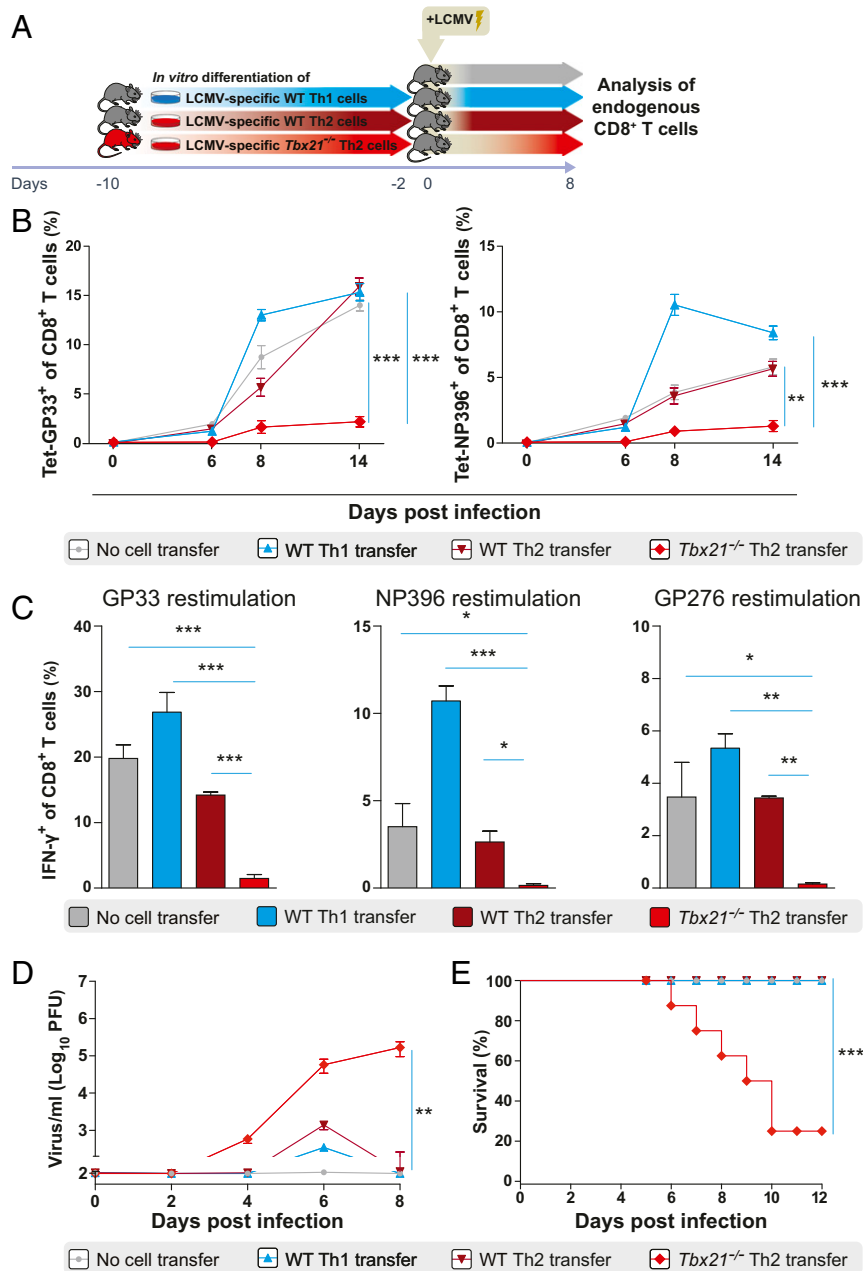 A
+LCMV
In vitro differentiation of
LCMV-specific WT Th1 cells
LCMV-specific WT Th2 cells
LCMV-specific Tbx21-/- Th2 cells
Analysis of
endogenous
CD8+ T cells
Days -10 -2 0 8
B
Tet-GP33+ of CD8+ T cells (%)
20
15
10
5
0
0 6 8 14
***
***
Tet-NP396+ of CD8+ T cells (%)
15
10
5
0
0 6 8 14
**
***
Days post infection
No cell transfer WT Th1 transfer WT Th2 transfer Tbx21-/- Th2 transfer
C
GP33 restimulation NP396 restimulation GP276 restimulation
IFN-γ+ of CD8+ T cells (%)
40
30
20
10
0
***
***
***
15
10
5
0
*
***
*
10
8
6
4
2
0
*
**
**
No cell transfer WT Th1 transfer WT Th2 transfer Tbx21-/- Th2 transfer
D
Virus/ml (Log10 PFU)
7
6
5
4
3
2
0 2 4 6 8
**
Days post infection
E
Survival (%)
100
80
60
40
20
0
0 2 4 6 8 10 12
***
Days post infection
No cell transfer WT Th1 transfer WT Th2 transfer Tbx21-/- Th2 transfer